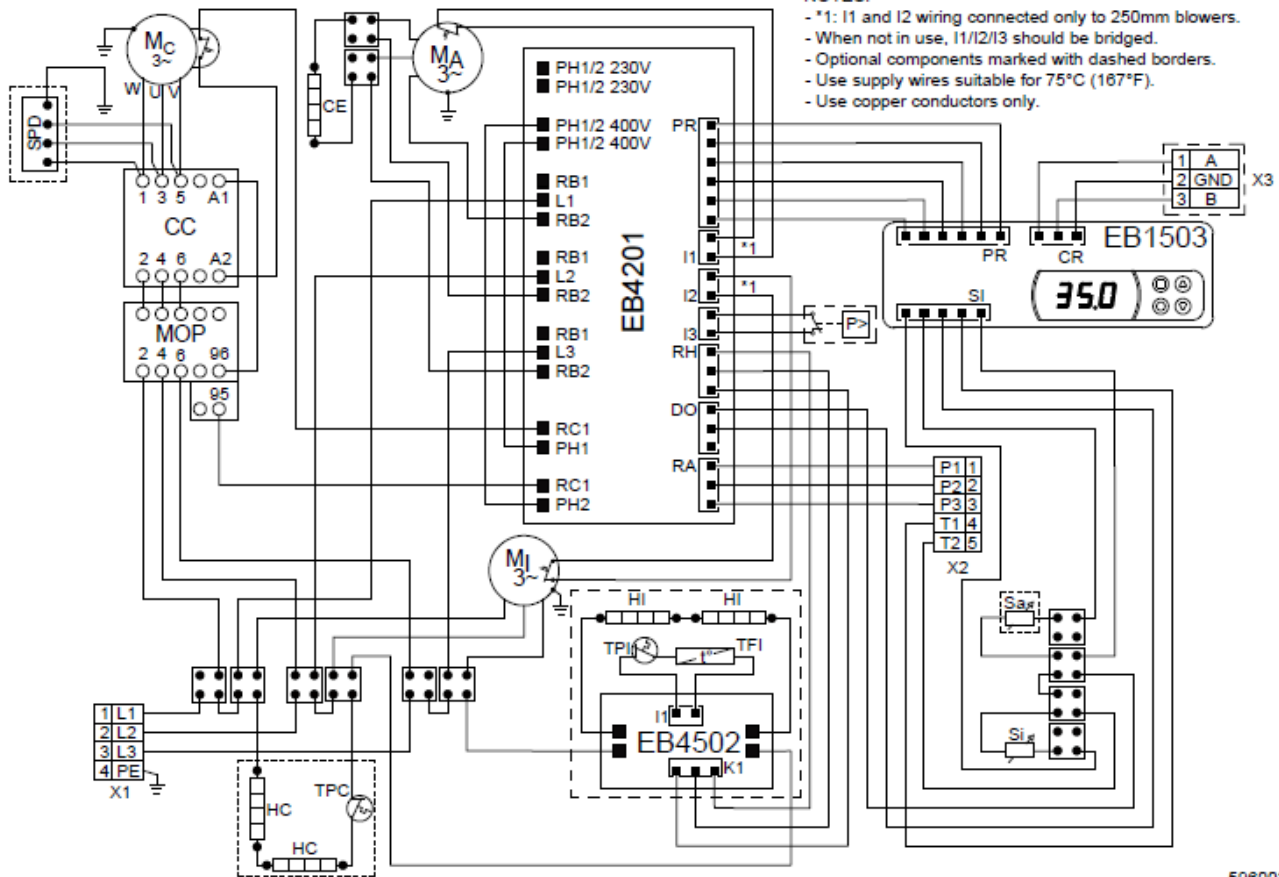 - *1: I1 and I2 wiring connected only to 250mm blowers.
- When not in use, I1/I2/I3 should be bridged.
- Optional components marked with dashed borders.
- Use supply wires suitable for 75°C (167°F).
- Use copper conductors only.
MC
3~
W U V
SPD
1 3 5 A1
CC
2 4 6 A2
MOP
2 4 6 96
95
CE
MA
3~
EB4201
PH1/2 230V
PH1/2 230V
PH1/2 400V
PH1/2 400V
RB1
L1
RB2
RB1
L2
RB2
RB1
L3
RB2
RC1
PH1
RC1
PH2
PR
I1
*1
I2
*1
I3
RH
DO
RA
P>
1 A
2 GND
3 B
X3
EB1503
PR
CR
SI
35.0
P1 1
P2 2
P3 3
T1 4
T2 5
X2
Sa
Si
MI
3~
HI
HI
TPI
t°
TFI
I1
EB4502
K1
1 L1
2 L2
3 L3
4 PE
X1
HC
TPC
HC